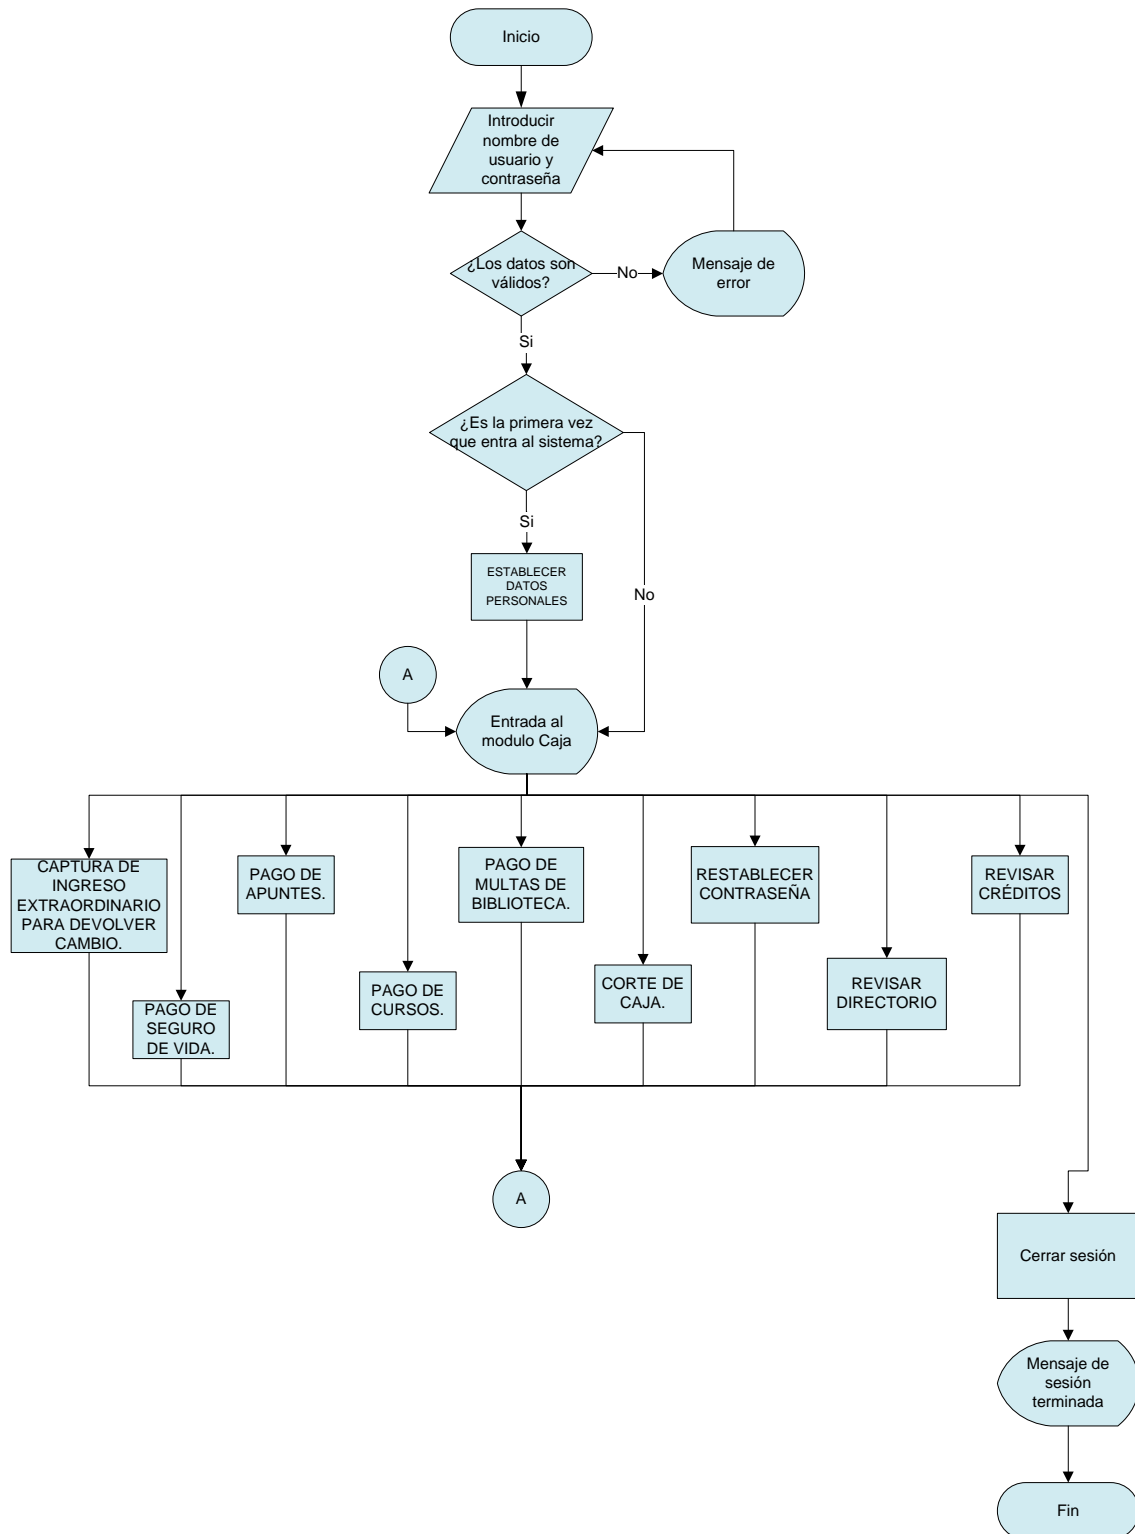 Inicio
Introducir
nombre de
usuario y
contraseña
¿Los datos son
válidos?
No
Mensaje de
error
Si
¿Es la primera vez
que entra al sistema?
Si
No
ESTABLECER
DATOS
PERSONALES
A
Entrada al
modulo Caja
CAPTURA DE
INGRESO
EXTRAORDINARIO
PARA DEVOLVER
CAMBIO.
PAGO DE
SEGURO
DE VIDA.
PAGO DE
APUNTES.
PAGO DE
CURSOS.
PAGO DE
MULTAS DE
BIBLIOTECA.
CORTE DE
CAJA.
RESTABLECER
CONTRASEÑA
REVISAR
DIRECTORIO
REVISAR
CRÉDITOS
A
Cerrar sesión
Mensaje de
sesión
terminada
Fin